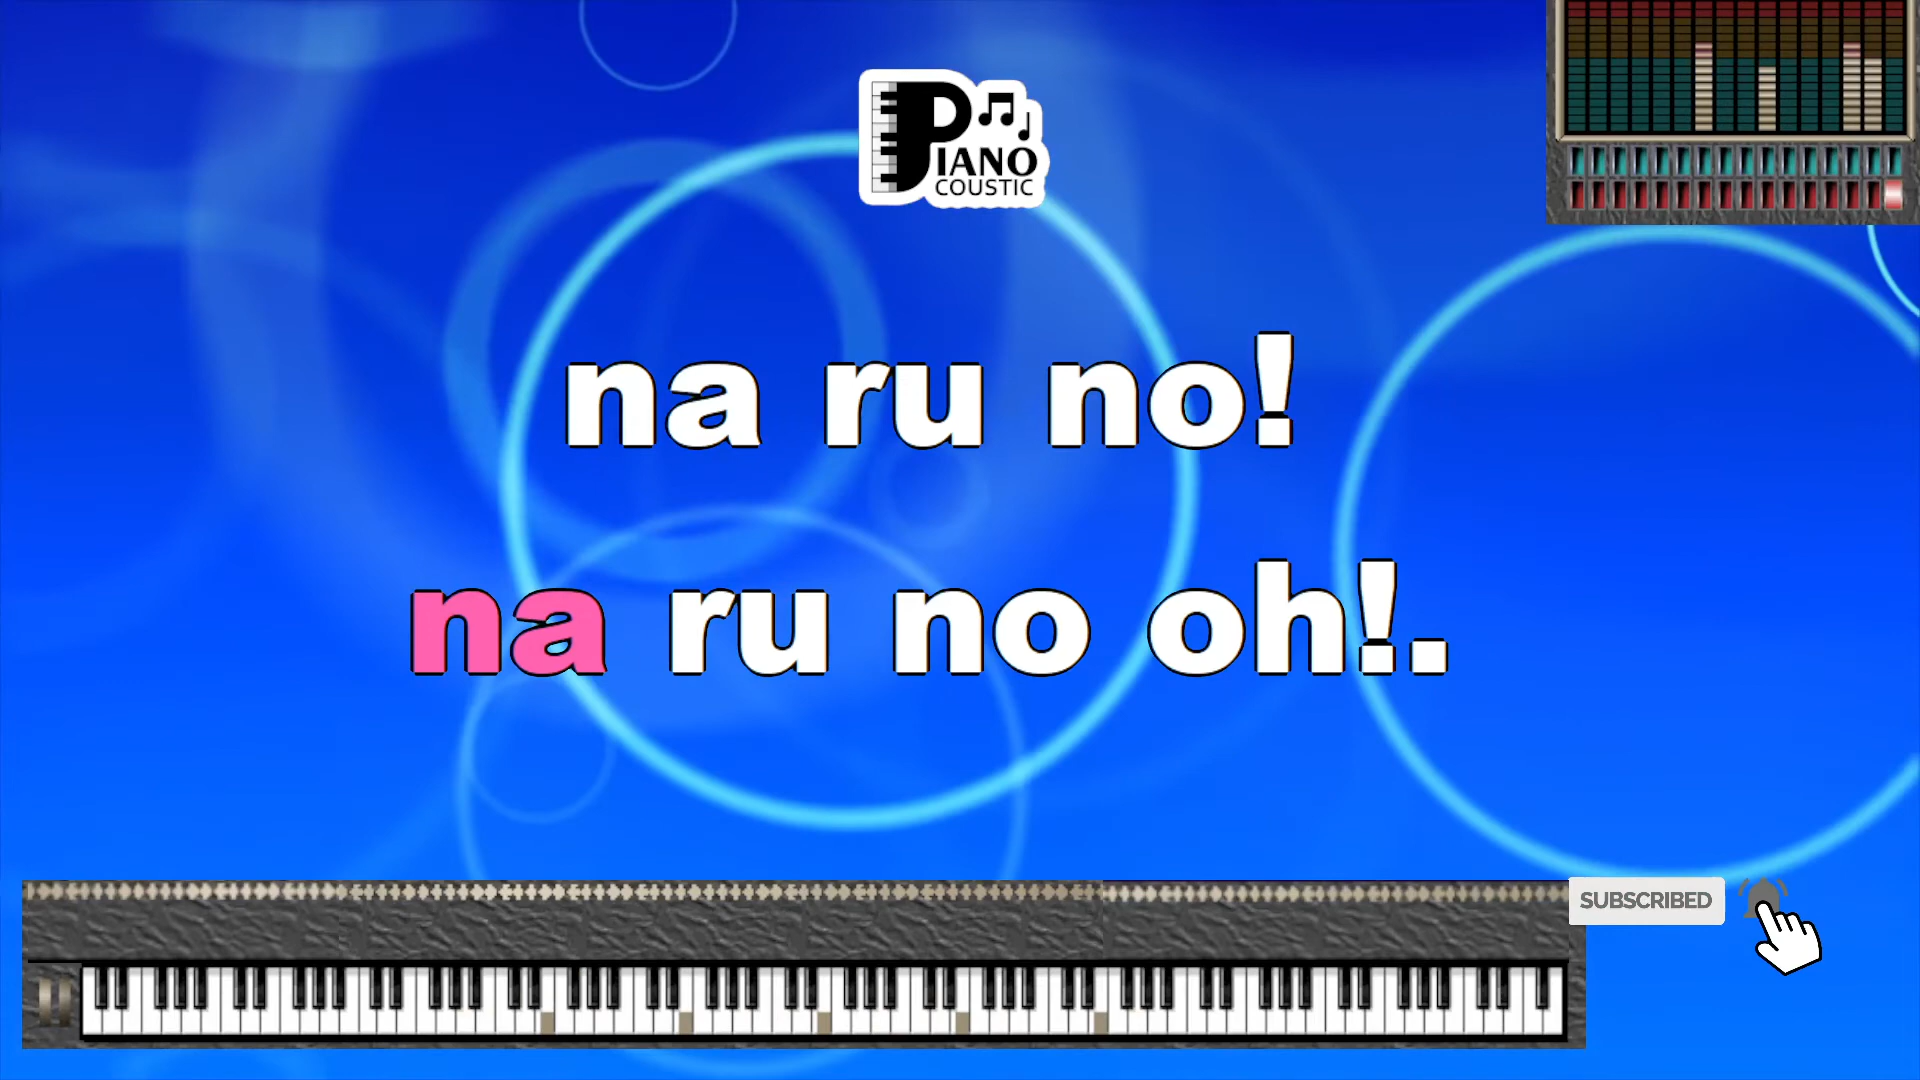 PIANO
COUSTIC
na ru no!
na ru no oh!.
SUBSCRIBED